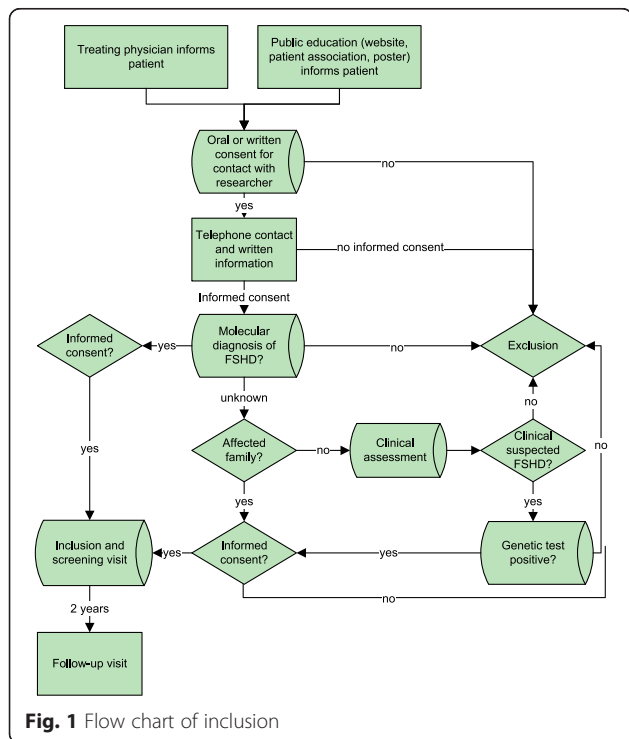 Treating physician informs
patient
Public education (website,
patient association, poster)
informs patient
Oral or written
consent for
contact with
researcher
no
yes
Telephone contact
and written
information
no informed consent
Informed consent
Informed
consent?
yes
Molecular
diagnosis of
FSHD?
no
Exclusion
unknown
no
Affected
family?
no
Clinical
assessment
Clinical
suspected
FSHD?
no
yes
yes
yes
Inclusion and
screening visit
yes
Informed
consent?
yes
Genetic test
positive?
no
2 years
Follow-up visit
Fig. 1 Flow chart of inclusion